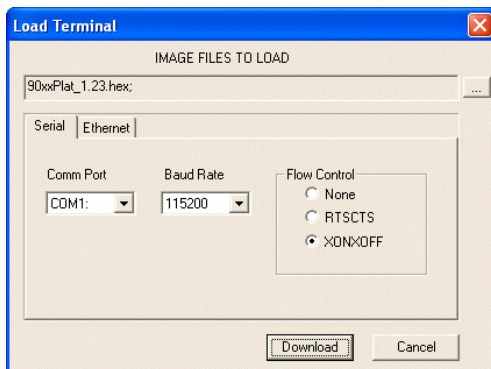 Load Terminal
IMAGE FILES TO LOAD
90xxPlat_1.23.hex;
...
Serial Ethernet
Comm Port Baud Rate Flow Control
COM1: 115200 None
RTSCTS
XONXOFF
Download Cancel